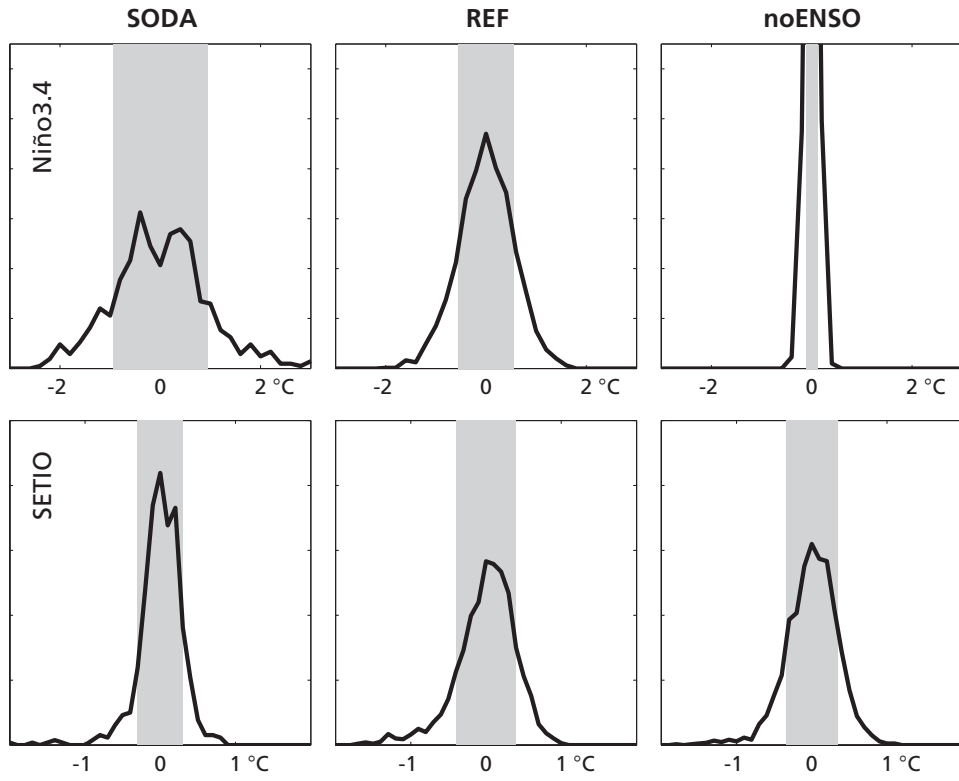 SODA REF noENSO
Niño3.4
-2 0 2 °C -2 0 2 °C -2 0 2 °C
SETIO
-1 0 1 °C -1 0 1 °C -1 0 1 °C